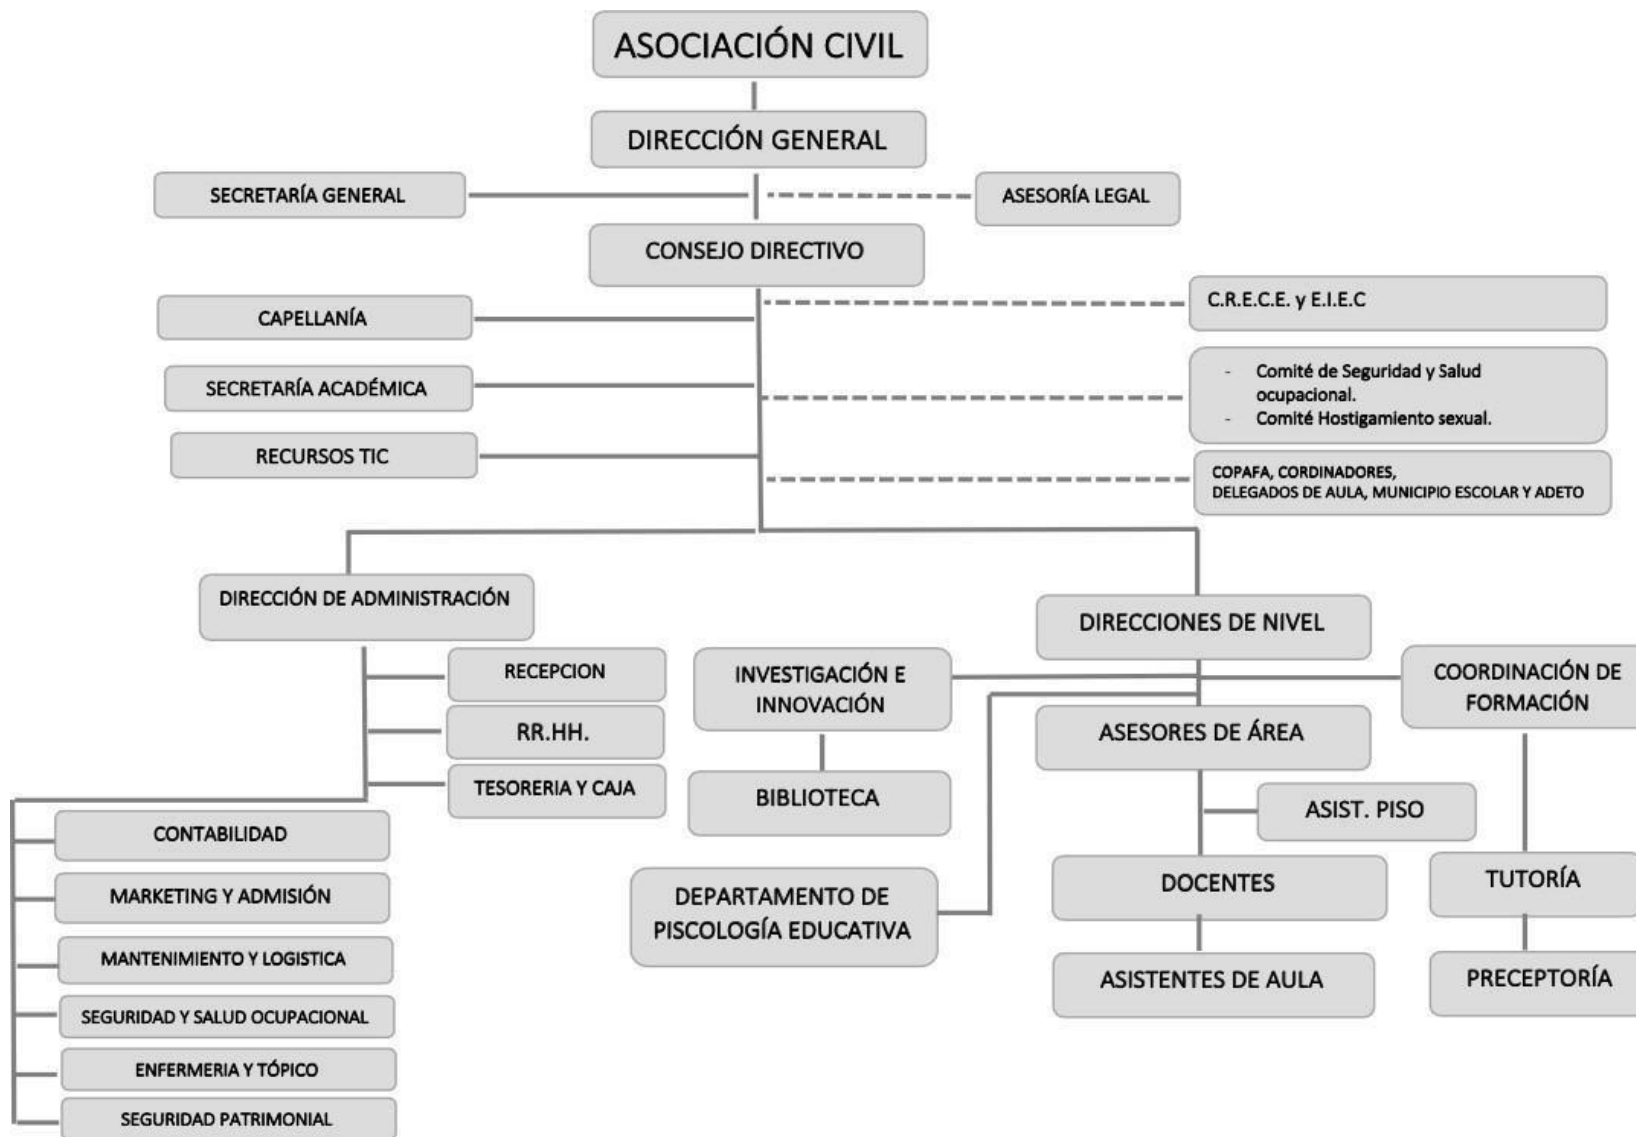 ASOCIACIÓN CIVIL
DIRECCIÓN GENERAL
SECRETARÍA GENERAL
ASESORÍA LEGAL
CONSEJO DIRECTIVO
CAPELLANÍA
C.R.E.C.E. y E.I.E.C
SECRETARÍA ACADÉMICA
- Comité de Seguridad y Salud
ocupacional.
- Comité Hostigamiento sexual.
RECURSOS TIC
COPAFA, CORDINADORES,
DELEGADOS DE AULA, MUNICIPIO ESCOLAR Y ADETO
DIRECCIÓN DE ADMINISTRACIÓN
RECEPCION
RR.HH.
TESORERIA Y CAJA
CONTABILIDAD
MARKETING Y ADMISIÓN
MANTENIMIENTO Y LOGISTICA
SEGURIDAD Y SALUD OCUPACIONAL
ENFERMERIA Y TÓPICO
SEGURIDAD PATRIMONIAL
DIRECCIONES DE NIVEL
INVESTIGACIÓN E
INNOVACIÓN
BIBLIOTECA
DEPARTAMENTO DE
PISCOLOGÍA EDUCATIVA
ASESORES DE ÁREA
ASIST. PISO
DOCENTES
ASISTENTES DE AULA
COORDINACIÓN DE
FORMACIÓN
TUTORÍA
PRECEPTORÍA